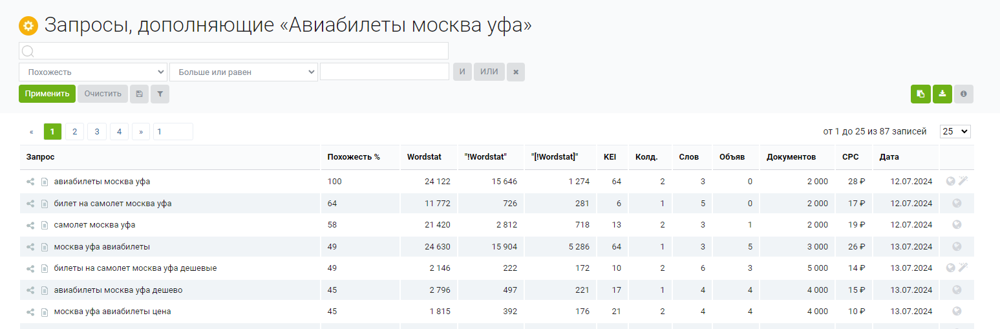 Запросы, дополняющие «Авиабилеты москва уфа»
Похожесть Больше или равен И ИЛИ
Применить Очистить
« 1 2 3 4 » 1 от 1 до 25 из 87 записей 25
Запрос Похожесть % Wordstat "!Wordstat" "[!Wordstat]" KEI Колд. Слов Объяв Документов CPC Дата
авиабилеты москва уфа 100 24 122 15 646 1 274 64 2 3 0 2 000 28 ₽ 12.07.2024
билет на самолет москва уфа 64 11 772 726 281 6 1 5 0 2 000 17 ₽ 12.07.2024
самолет москва уфа 58 21 420 2 812 718 13 2 3 1 2 000 19 ₽ 12.07.2024
москва уфа авиабилеты 49 24 630 15 904 5 286 64 1 3 5 3 000 26 ₽ 13.07.2024
билеты на самолет москва уфа дешевые 49 2 146 222 172 10 2 6 3 5 000 14 ₽ 13.07.2024
авиабилеты москва уфа дешево 45 2 796 497 221 17 1 4 4 4 000 15 ₽ 13.07.2024
москва уфа авиабилеты цена 45 1 815 392 176 21 2 4 4 4 000 10 ₽ 13.07.2024